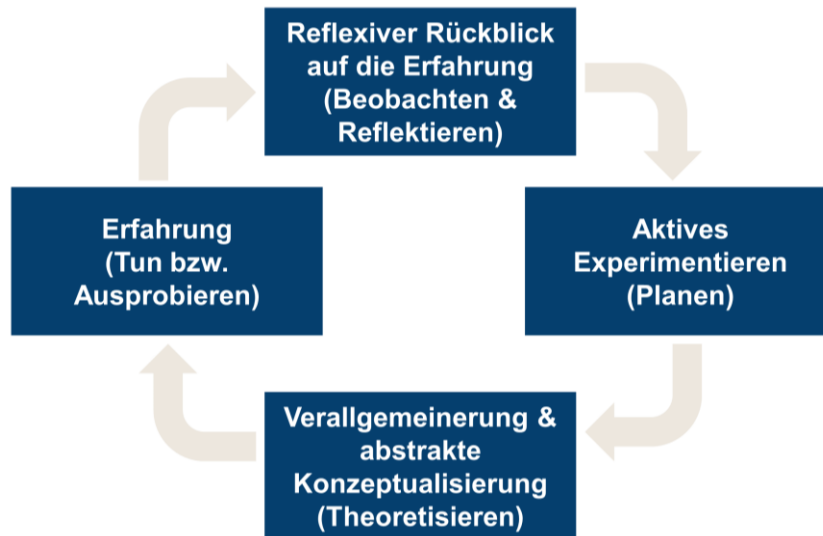 Reflexiver Rückblick
auf die Erfahrung
(Beobachten &
Reflektieren)
Erfahrung
(Tun bzw.
Ausprobieren)
Aktives
Experimentieren
(Planen)
Verallgemeinerung &
abstrakte
Konzeptualisierung
(Theoretisieren)